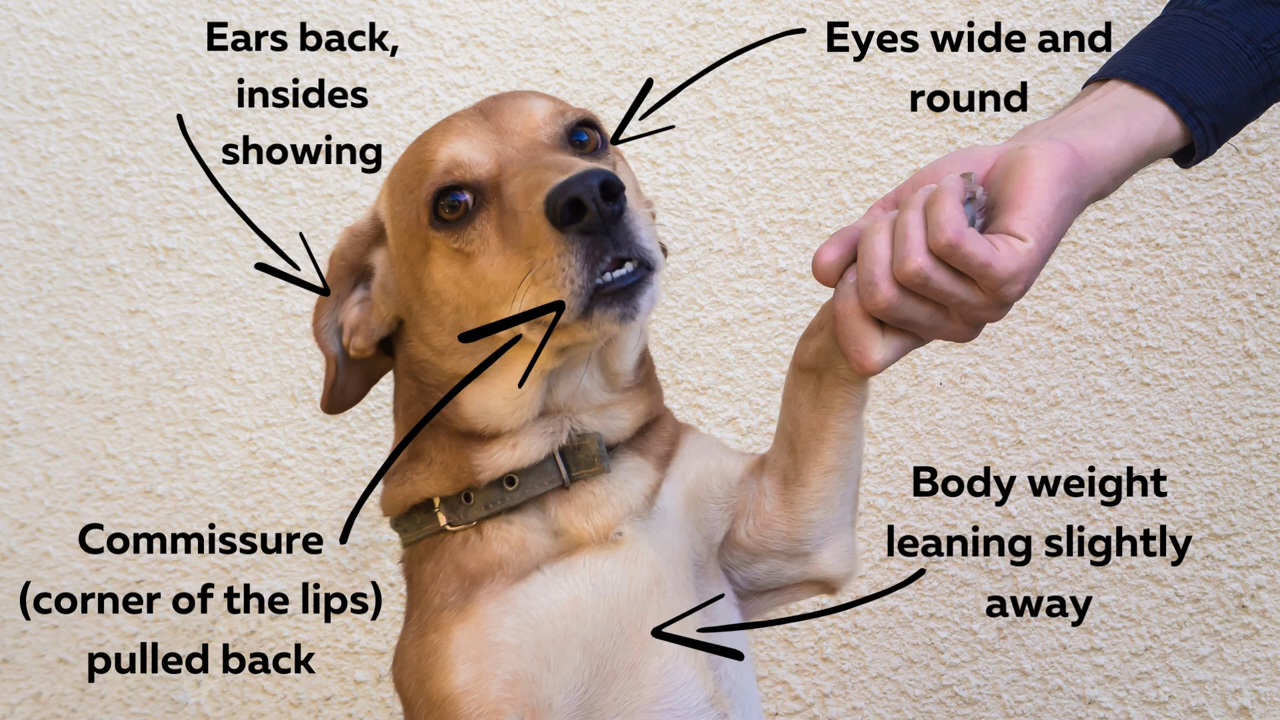 Ears back,
insides
showing
Eyes wide and
round
Commissure
(corner of the lips)
pulled back
Body weight
leaning slightly
away